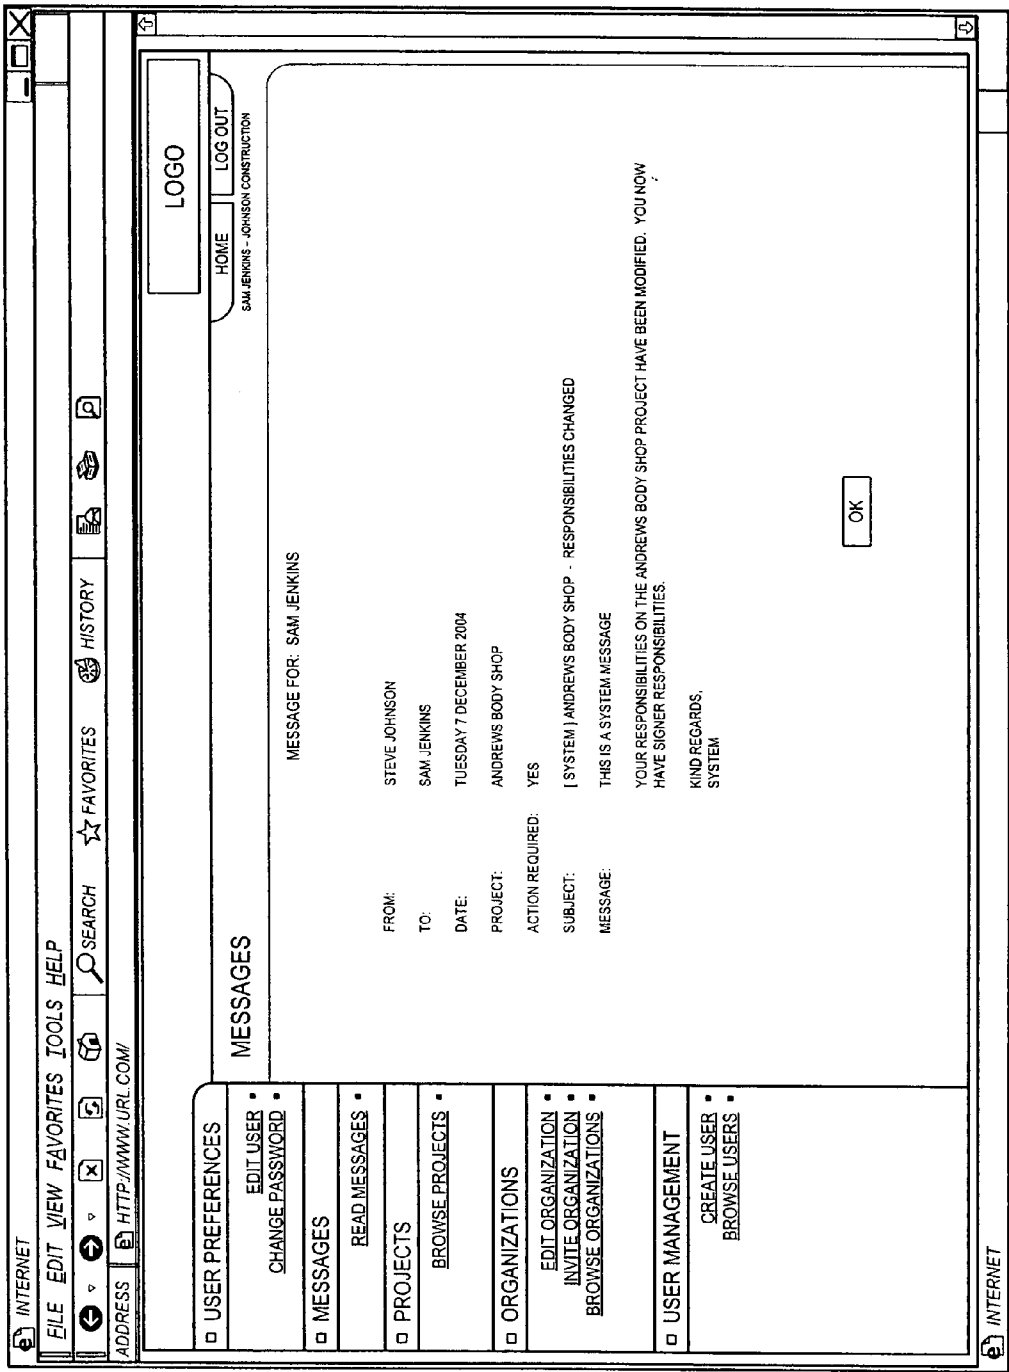 INTERNET
FILE EDIT VIEW FAVORITES TOOLS HELP
SEARCH FAVORITES HISTORY
ADDRESS HTTP://WWW.URL.COM/
LOGO
HOME LOG OUT
SAM JENKINS – JOHNSON CONSTRUCTION
USER PREFERENCES
EDIT USER
CHANGE PASSWORD
MESSAGES
READ MESSAGES
PROJECTS
BROWSE PROJECTS
ORGANIZATIONS
EDIT ORGANIZATION
INVITE ORGANIZATION
BROWSE ORGANIZATIONS
USER MANAGEMENT
CREATE USER
BROWSE USERS
MESSAGES
MESSAGE FOR: SAM JENKINS
FROM: STEVE JOHNSON
TO: SAM JENKINS
DATE: TUESDAY 7 DECEMBER 2004
PROJECT: ANDREWS BODY SHOP
ACTION REQUIRED: YES
SUBJECT: [ SYSTEM ] ANDREWS BODY SHOP - RESPONSIBILITIES CHANGED
MESSAGE: THIS IS A SYSTEM MESSAGE
YOUR RESPONSIBILITIES ON THE ANDREWS BODY SHOP PROJECT HAVE BEEN MODIFIED. YOU NOW
HAVE SIGNER RESPONSIBILITIES.
KIND REGARDS,
SYSTEM
OK
INTERNET